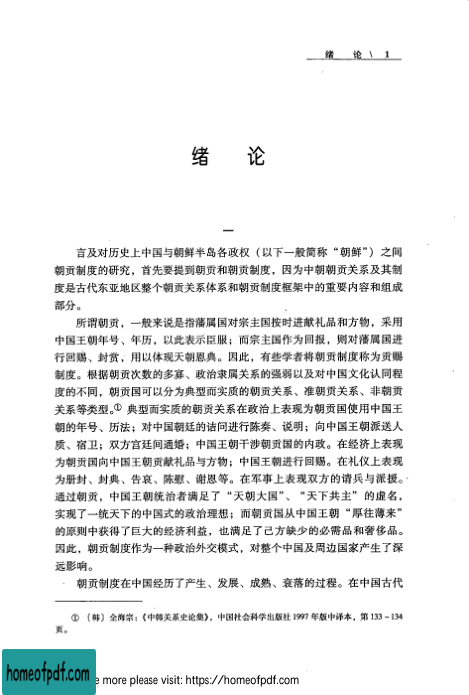 绪 论 \ 1
绪 论
一
言及对历史上中国与朝鲜半岛各政权（以下一般简称“朝鲜”）之间
朝贡制度的研究，首先要提到朝贡和朝贡制度，因为中朝朝贡关系及其制
度是古代东亚地区整个朝贡关系体系和朝贡制度框架中的重要内容和组成
部分。
所谓朝贡，一般来说是指藩属国对宗主国按时进献礼品和方物，采用
中国王朝年号、年历，以此表示臣服；而宗主国作为回报，则对藩属国进
行回赐、封赏，用以体现天朝恩典。因此，有些学者将朝贡制度称为贡赐
制度。根据朝贡次数的多寡、政治隶属关系的强弱以及对中国文化认同程
度的不同，朝贡国可以分为典型而实质的朝贡关系、准朝贡关系、非朝贡
关系等类型。① 典型而实质的朝贡关系在政治上表现为朝贡国使用中国王
朝的年号、历法；对中国朝廷的请问进行陈奏、说明；向中国王朝派送人
质、宿卫；双方宫廷间通婚；中国王朝干涉朝贡国的内政。在经济上表现
为朝贡国向中国王朝贡献礼品与方物；中国王朝进行回赐。在礼仪上表现
为册封、封典、告哀、陈慰、谢恩等。在军事上表现双方的请兵与派援。
通过朝贡，中国王朝统治者满足了“天朝大国”、“天下共主”的虚名，
实现了一统天下的中国式的政治理想；而朝贡国从中国王朝“厚往薄来”
的原则中获得了巨大的经济利益，也满足了己方缺少的必需品和奢侈品。
因此，朝贡制度作为一种政治外交模式，对整个中国及周边国家产生了深
远影响。
朝贡制度在中国经历了产生、发展、成熟、衰落的过程。在中国古代
① 〔韩〕全海宗：《中韩关系史论集》，中国社会科学出版社1997年版中译本，第133－134
页。
homeofpdf.com
e more please visit: https://homeofpdf.com